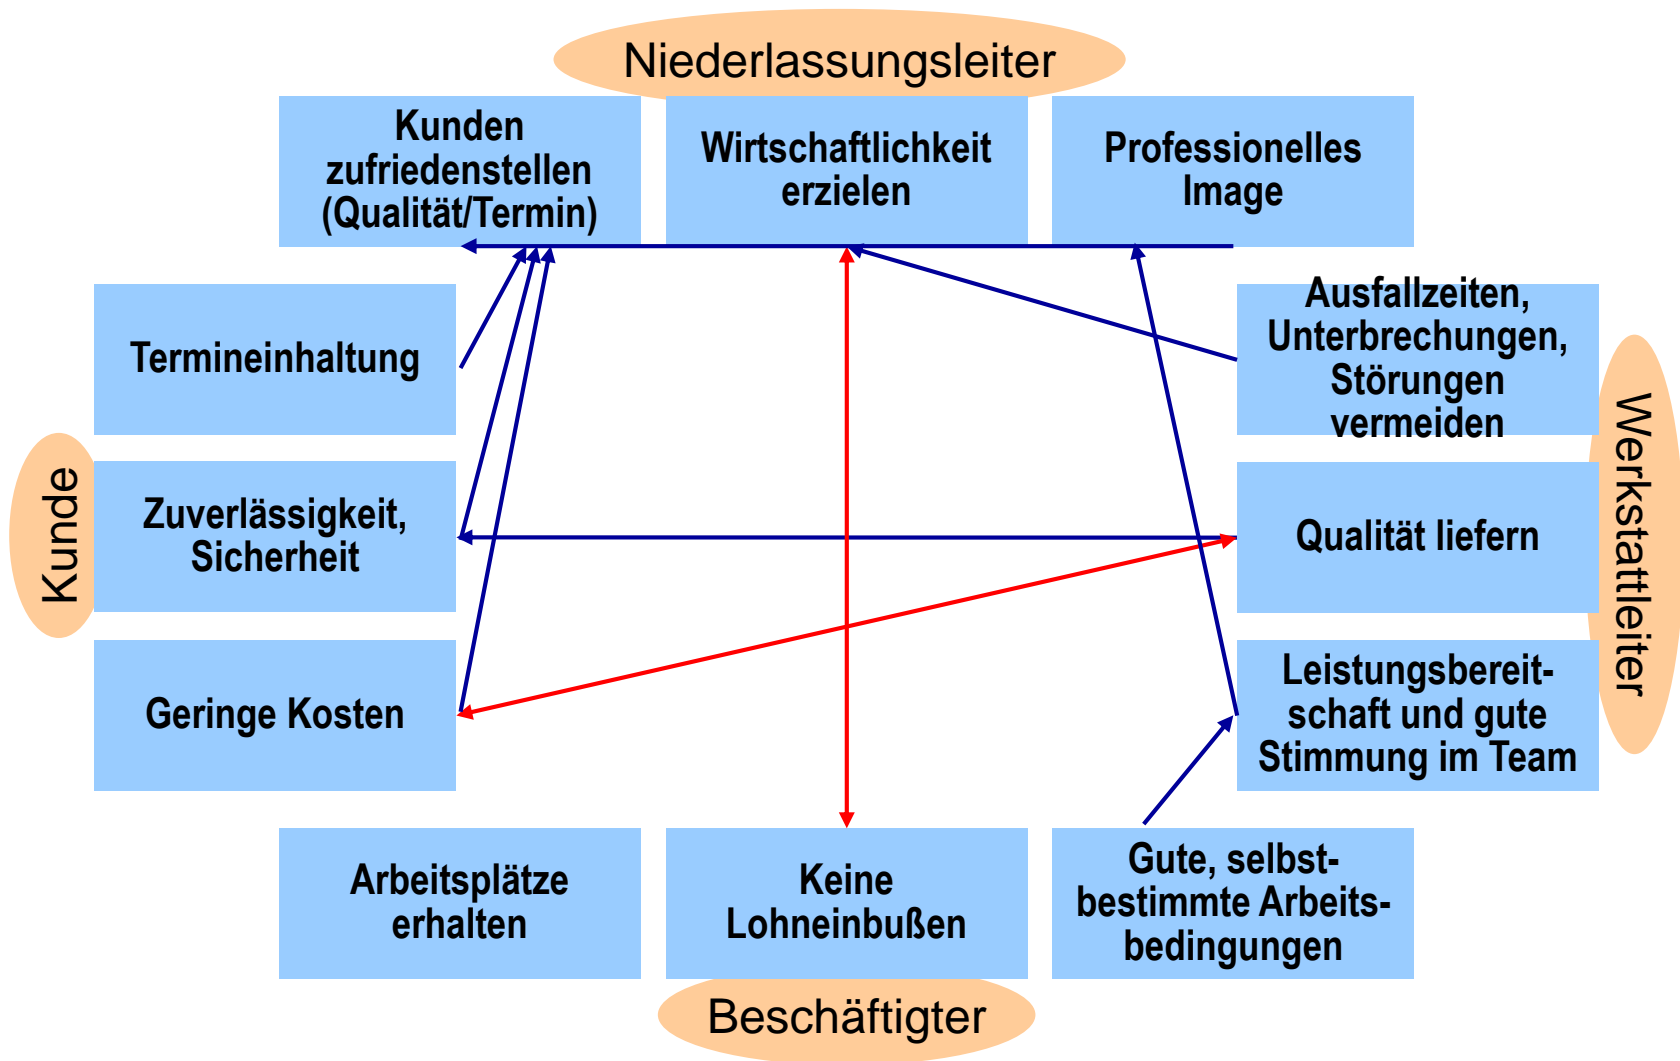 Niederlassungsleiter
Kunden
zufriedenstellen
(Qualität/Termin)
Wirtschaftlichkeit
erzielen
Professionelles
Image
Termineinhaltung
Ausfallzeiten,
Unterbrechungen,
Störungen
vermeiden
Kunde
Zuverlässigkeit,
Sicherheit
Qualität liefern
Werkstattleiter
Geringe Kosten
Leistungsbereit-
schaft und gute
Stimmung im Team
Arbeitsplätze
erhalten
Keine
Lohneinbußen
Gute, selbst-
bestimmte Arbeits-
bedingungen
Beschäftigter